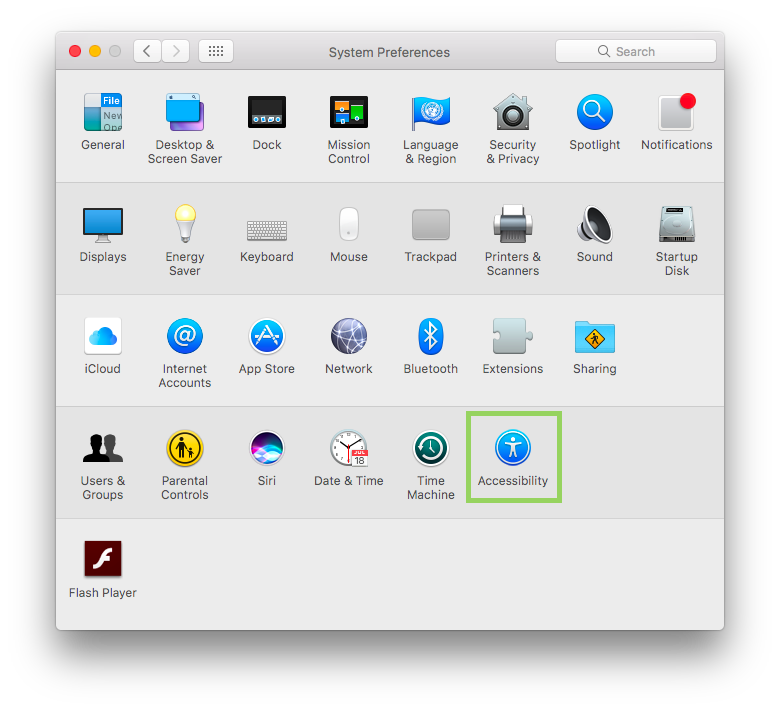 System Preferences
Search
File
New
Ope
General
Desktop &
Screen Saver
Dock
Mission
Control
Language
& Region
Security
& Privacy
Spotlight
Notifications
Displays
Energy
Saver
Keyboard
Mouse
Trackpad
Printers &
Scanners
Sound
Startup
Disk
iCloud
@
Internet
Accounts
App Store
Network
Bluetooth
Extensions
Sharing
JUL
18
Users &
Groups
Parental
Controls
Siri
Date & Time
Time
Machine
Accessibility
Flash Player